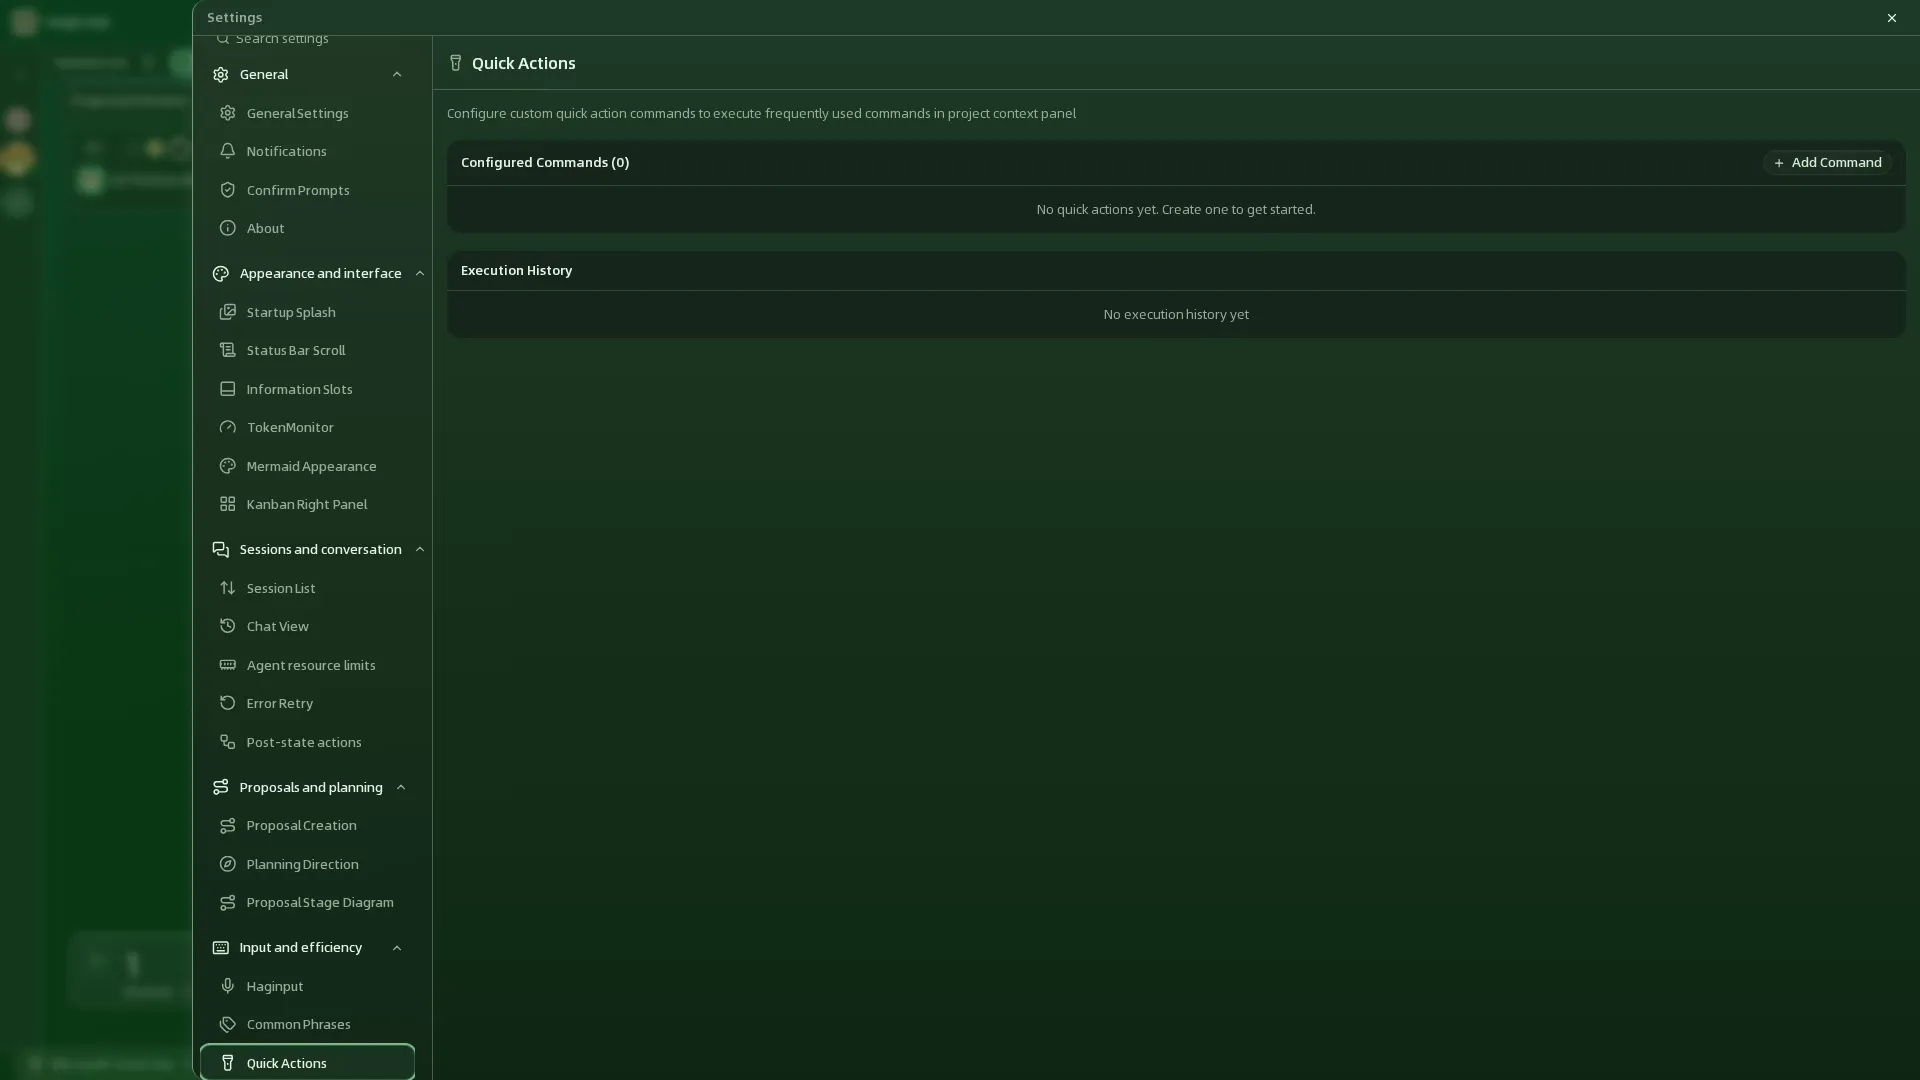 Settings
Search settings
General
General Settings
Notifications
Confirm Prompts
About
Appearance and interface
Startup Splash
Status Bar Scroll
Information Slots
TokenMonitor
Mermaid Appearance
Kanban Right Panel
Sessions and conversation
Session List
Chat View
Agent resource limits
Error Retry
Post-state actions
Proposals and planning
Proposal Creation
Planning Direction
Proposal Stage Diagram
Input and efficiency
Haginput
Common Phrases
Quick Actions
Quick Actions
Configure custom quick action commands to execute frequently used commands in project context panel
Configured Commands (0)
Add Command
No quick actions yet. Create one to get started.
Execution History
No execution history yet